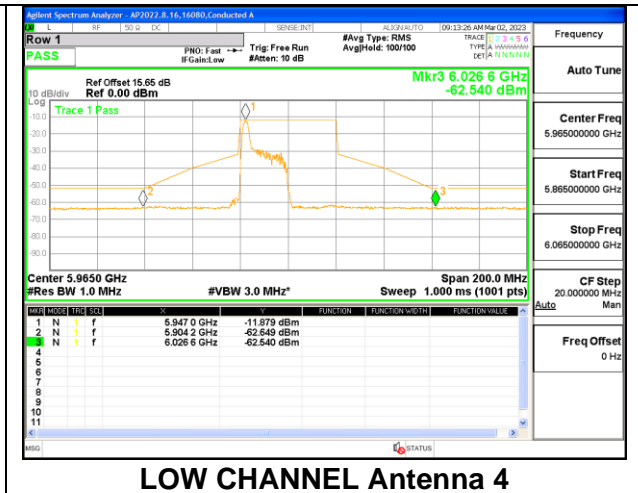 Agilent Spectrum Analyzer - AP2022.8.16,16080,Conducted A
L RF 50 Ω DC SENSE:INT ALIGN AUTO 09:13:26 AM Mar 02, 2023
Row 1 PNO: Fast Trig: Free Run #Avg Type: RMS TRACE 1 2 3 4 5 6 Frequency
PASS IFGain:Low #Atten: 10 dB Avg|Hold: 100/100 TYPE A WWWWW
DET A N N N N N
Auto Tune
Ref Offset 15.65 dB Mkr3 6.026 6 GHz
10 dB/div Ref 0.00 dBm -62.540 dBm
Log
Trace 1 Pass
1
-10.0
Center Freq
5.965000000 GHz
-20.0
-30.0
-40.0
Start Freq
5.865000000 GHz
-50.0
2 3
-60.0
-70.0
Stop Freq
6.065000000 GHz
-80.0
-90.0
Center 5.9650 GHz Span 200.0 MHz
#Res BW 1.0 MHz #VBW 3.0 MHz* Sweep 1.000 ms (1001 pts)
CF Step
20.000000 MHz
Auto Man
MKR MODE TRC SCL X Y FUNCTION FUNCTION WIDTH FUNCTION VALUE
1 N 1 f 5.947 0 GHz -11.879 dBm
2 N 1 f 5.904 2 GHz -62.649 dBm
3 N 1 f 6.026 6 GHz -62.540 dBm
4
5
6
7
8
9
10
11
Freq Offset
0 Hz
MSG STATUS
LOW CHANNEL Antenna 4